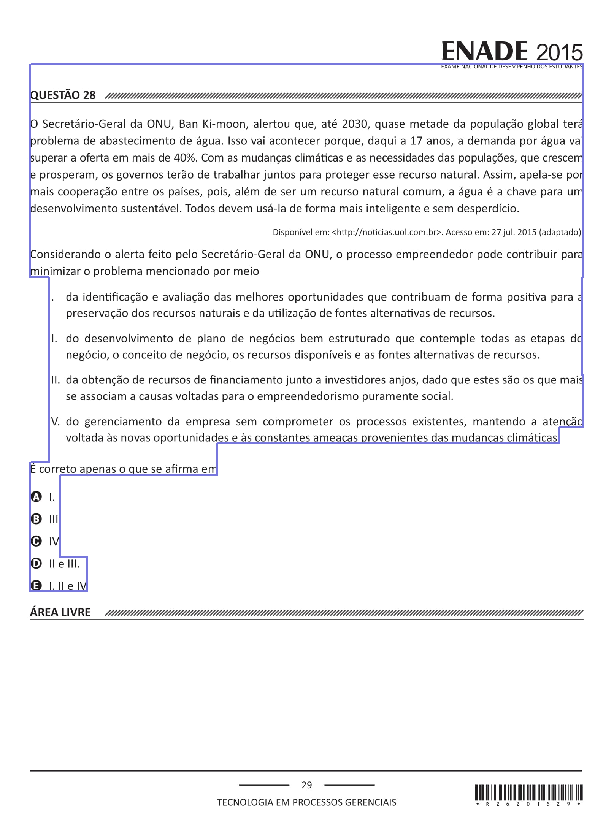 ENADE 2015
EXAME NACIONAL DE DESEMPENHO DOS ESTUDANTES
QUESTÃO 28
O Secretário-Geral da ONU, Ban Ki-moon, alertou que, até 2030, quase metade da população global terá
problema de abastecimento de água. Isso vai acontecer porque, daqui a 17 anos, a demanda por água va
superar a oferta em mais de 40%. Com as mudanças climáticas e as necessidades das populações, que crescem
e prosperam, os governos terão de trabalhar juntos para proteger esse recurso natural. Assim, apela-se por
mais cooperação entre os países, pois, além de ser um recurso natural comum, a água é a chave para um
desenvolvimento sustentável. Todos devem usá-la de forma mais inteligente e sem desperdício.
Disponível em: <http://noticias.uol.com.br>. Acesso em: 27 jul. 2015 (adaptado)
Considerando o alerta feito pelo Secretário-Geral da ONU, o processo empreendedor pode contribuir para
minimizar o problema mencionado por meio
. da identificação e avaliação das melhores oportunidades que contribuam de forma positiva para a
preservação dos recursos naturais e da utilização de fontes alternativas de recursos.
I. do desenvolvimento de plano de negócios bem estruturado que contemple todas as etapas do
negócio, o conceito de negócio, os recursos disponíveis e as fontes alternativas de recursos.
II. da obtenção de recursos de financiamento junto a investidores anjos, dado que estes são os que mais
se associam a causas voltadas para o empreendedorismo puramente social.
V. do gerenciamento da empresa sem comprometer os processos existentes, mantendo a atenção
voltada às novas oportunidades e às constantes ameaças provenientes das mudanças climáticas
É correto apenas o que se afirma em
A I.
B III
C IV
D II e III.
E I, II e IV
ÁREA LIVRE
29
TECNOLOGIA EM PROCESSOS GERENCIAIS
*R26201529*